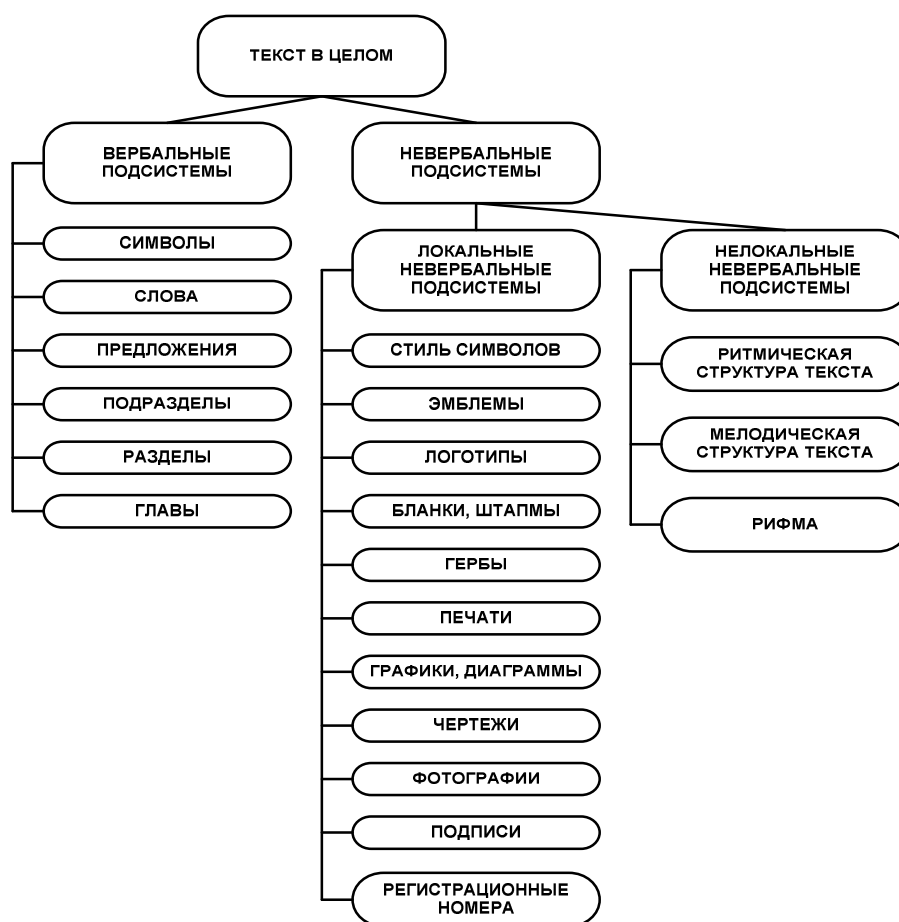 ТЕКСТ В ЦЕЛОМ
ВЕРБАЛЬНЫЕ
ПОДСИСТЕМЫ
СИМВОЛЫ
СЛОВА
ПРЕДЛОЖЕНИЯ
ПОДРАЗДЕЛЫ
РАЗДЕЛЫ
ГЛАВЫ
НЕВЕРБАЛЬНЫЕ
ПОДСИСТЕМЫ
ЛОКАЛЬНЫЕ
НЕВЕРБАЛЬНЫЕ
ПОДСИСТЕМЫ
СТИЛЬ СИМВОЛОВ
ЭМБЛЕМЫ
ЛОГОТИПЫ
БЛАНКИ, ШТАПМЫ
ГЕРБЫ
ПЕЧАТИ
ГРАФИКИ, ДИАГРАММЫ
ЧЕРТЕЖИ
ФОТОГРАФИИ
ПОДПИСИ
РЕГИСТРАЦИОННЫЕ
НОМЕРА
НЕЛОКАЛЬНЫЕ
НЕВЕРБАЛЬНЫЕ
ПОДСИСТЕМЫ
РИТМИЧЕСКАЯ
СТРУКТУРА ТЕКСТА
МЕЛОДИЧЕСКАЯ
СТРУКТУРА ТЕКСТА
РИФМА